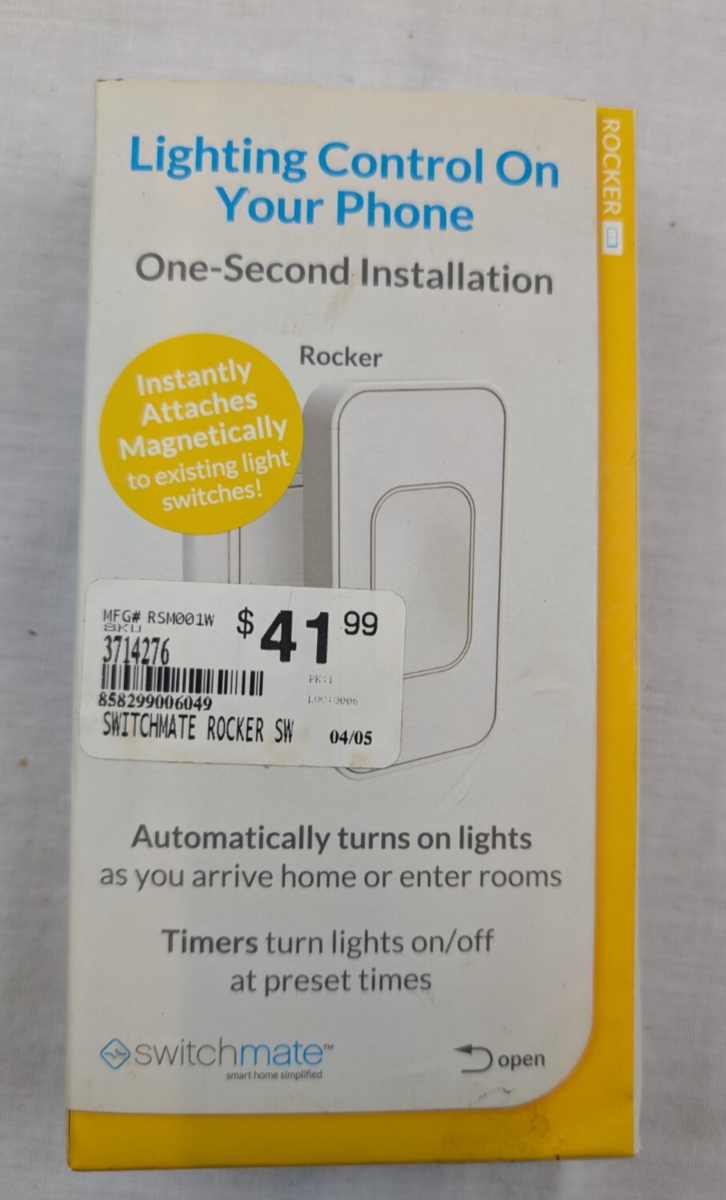 Lighting Control On
Your Phone
One-Second Installation
ROCKER
Rocker
Instantly
Attaches
Magnetically
to existing light
switches!
MFG# RSM001W
$41.99
SKU
3714276
PK:1
858299006049
SWITCHMATE ROCKER SW
04/05
Automatically turns on lights
as you arrive home or enter rooms
Timers turn lights on/off
at preset times
switchmate™
smart home simplified
open